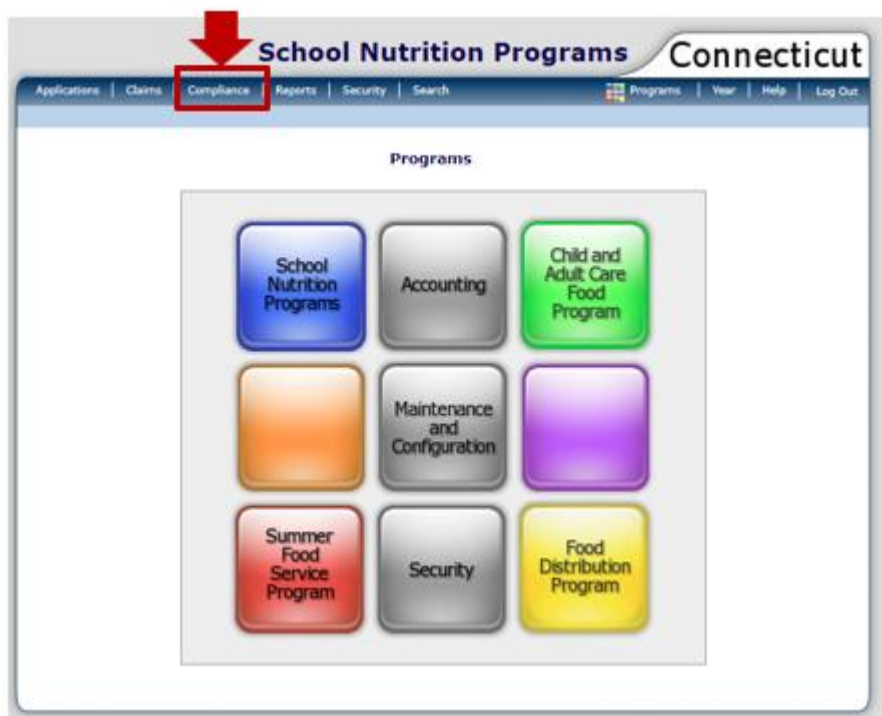 School Nutrition Programs
Connecticut
Applications | Claims | Compliance | Reports | Security | Search
Programs | Year | Help | Log Out
Programs
School
Nutrition
Programs
Accounting
Child and
Adult Care
Food
Program
Maintenance
and
Configuration
Summer
Food
Service
Program
Security
Food
Distribution
Program